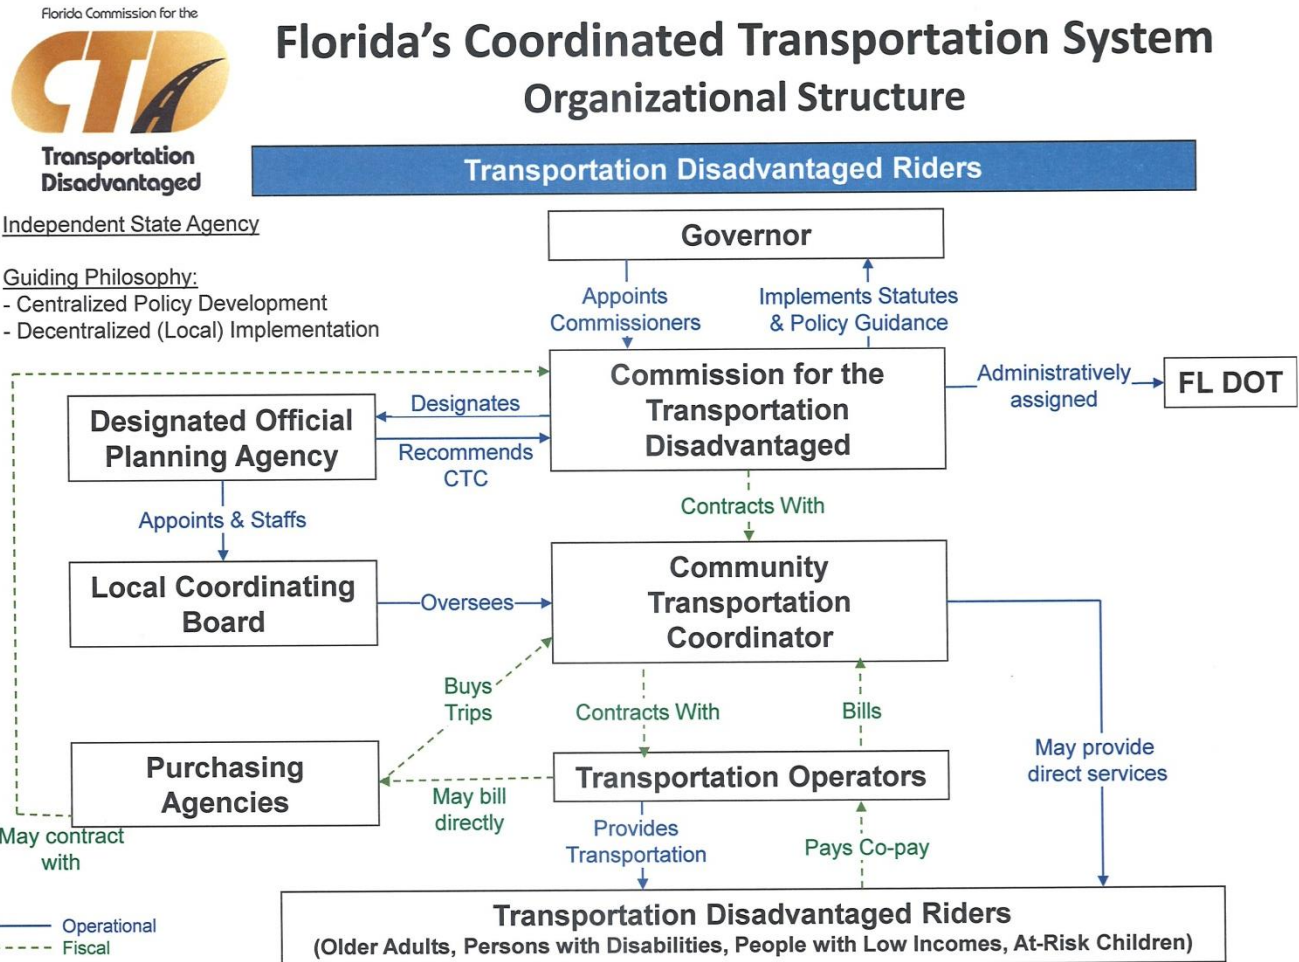 Florida Commission for the
CTD
Transportation
Disadvantaged
Florida's Coordinated Transportation System
Organizational Structure
Transportation Disadvantaged Riders
Independent State Agency
Guiding Philosophy:
- Centralized Policy Development
- Decentralized (Local) Implementation
Governor
Appoints
Commissioners
Implements Statutes
& Policy Guidance
Commission for the
Transportation
Disadvantaged
Administratively
assigned
FL DOT
Designated Official
Planning Agency
Designates
Recommends
CTC
Appoints & Staffs
Contracts With
Local Coordinating
Board
Oversees
Community
Transportation
Coordinator
Buys
Trips
Contracts With
Bills
May provide
direct services
Purchasing
Agencies
May bill
directly
Transportation Operators
May contract
with
Provides
Transportation
Pays Co-pay
Transportation Disadvantaged Riders
(Older Adults, Persons with Disabilities, People with Low Incomes, At-Risk Children)
Operational
Fiscal